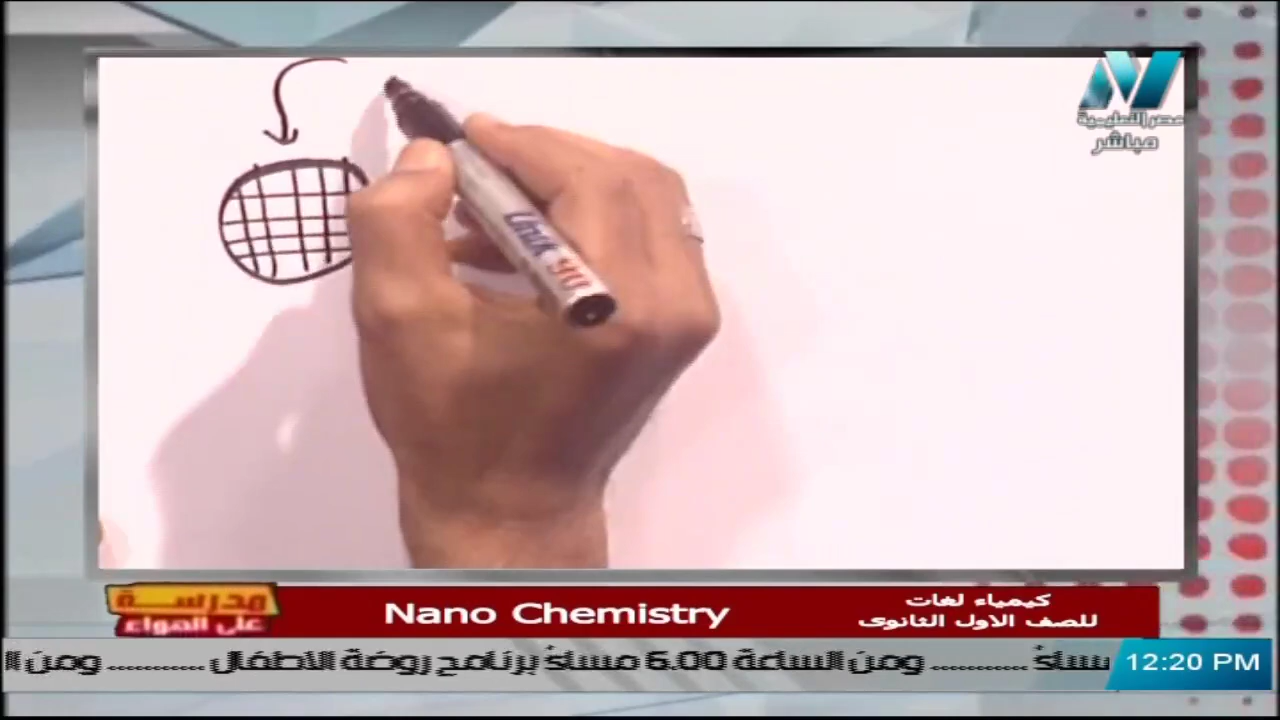 مصر التعليمية
مباشر
مدرسة
على الهواء
Nano Chemistry
كيمياء لغات
للصف الاول الثانوى
مساءً ........... ومن الساعة 6.00 مساءً برنامج روضة الاطفال ........... ومن
12:20 PM